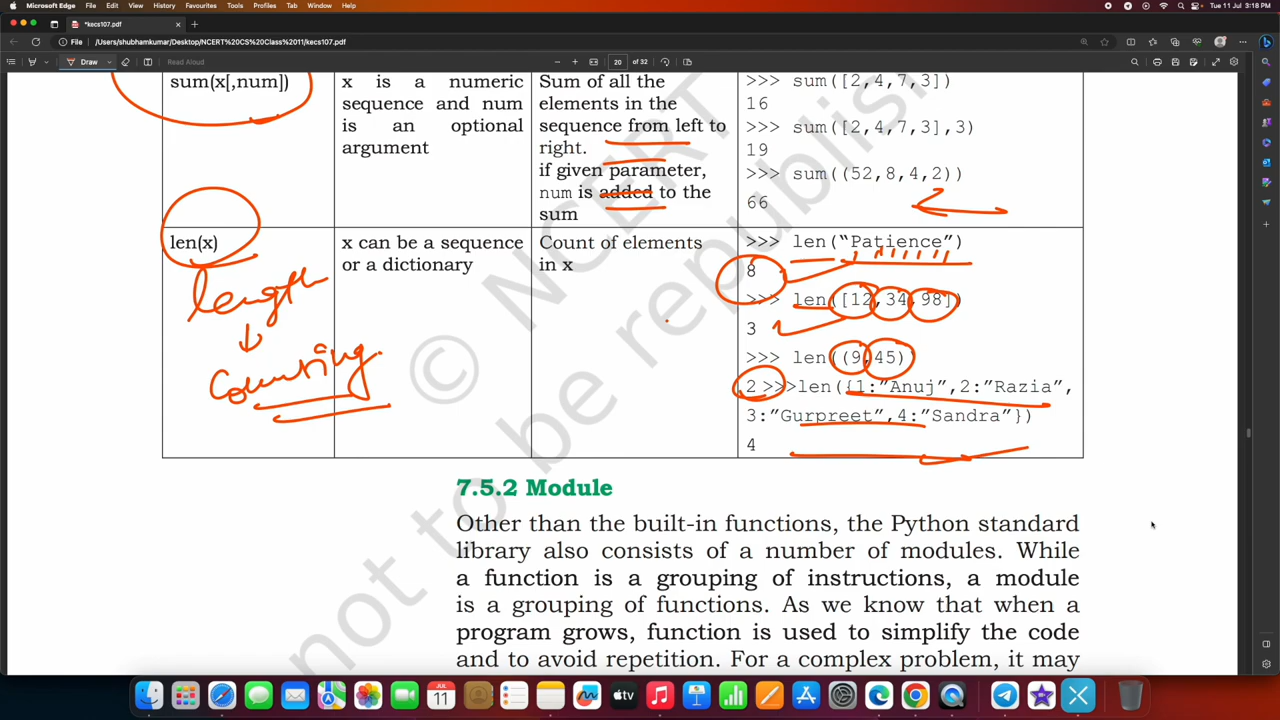 Microsoft Edge File Edit View History Favourites Tools Profiles Tab Window Help Tue 11 Jul 3:18 PM
*kecs107.pdf
File /Users/shubhamkumar/Desktop/NCERT%20CS%20Class%2011/kecs107.pdf
Draw Read Aloud 20 of 32
sum(x[,num])
x is a numeric
sequence and num
is an optional
argument
Sum of all the
elements in the
sequence from left to
right.
if given parameter,
num is added to the
sum
>>> sum([2,4,7,3])
16
>>> sum([2,4,7,3],3)
19
>>> sum((52,8,4,2))
66
len(x)
length
counting
x can be a sequence
or a dictionary
Count of elements
in x
>>> len(“Patience”)
8
>>> len([12,34,98])
3
>>> len((9,45))
2 >>>len({1:”Anuj”,2:”Razia”,
3:”Gurpreet”,4:”Sandra”})
4
© NCERT
not to be republish
7.5.2 Module
Other than the built-in functions, the Python standard
library also consists of a number of modules. While
a function is a grouping of instructions, a module
is a grouping of functions. As we know that when a
program grows, function is used to simplify the code
and to avoid repetition. For a complex problem, it may
JUL
11
tv